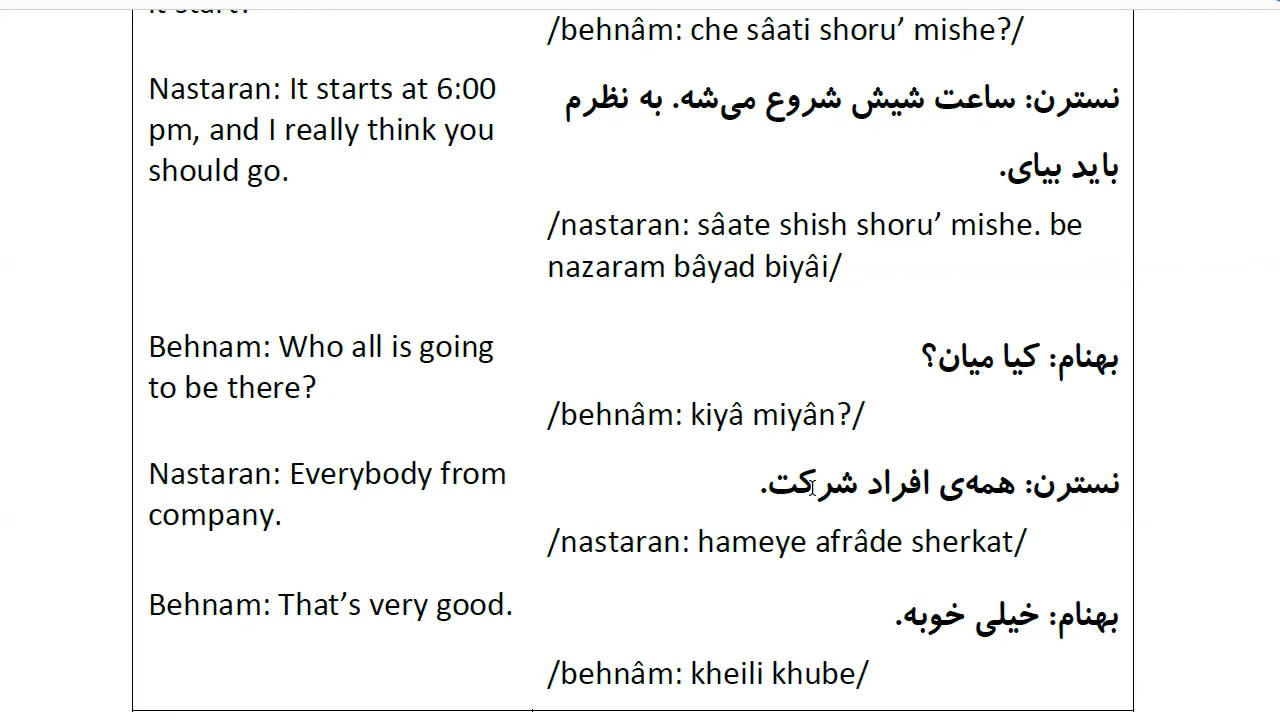 /behnâm: che sâati shoru’ mishe?/
Nastaran: It starts at 6:00
pm, and I really think you
should go.
نسترن: ساعت شیش شروع می‌شه. به نظرم
باید بیای.
/nastaran: sâate shish shoru’ mishe. be
nazaram bâyad biyâi/
Behnam: Who all is going
to be there?
بهنام: کیا میان؟
/behnâm: kiyâ miyân?/
Nastaran: Everybody from
company.
نسترن: همه‌ی افراد شرکت.
/nastaran: hameye afrâde sherkat/
Behnam: That’s very good.
بهنام: خیلی خوبه.
/behnâm: kheili khube/